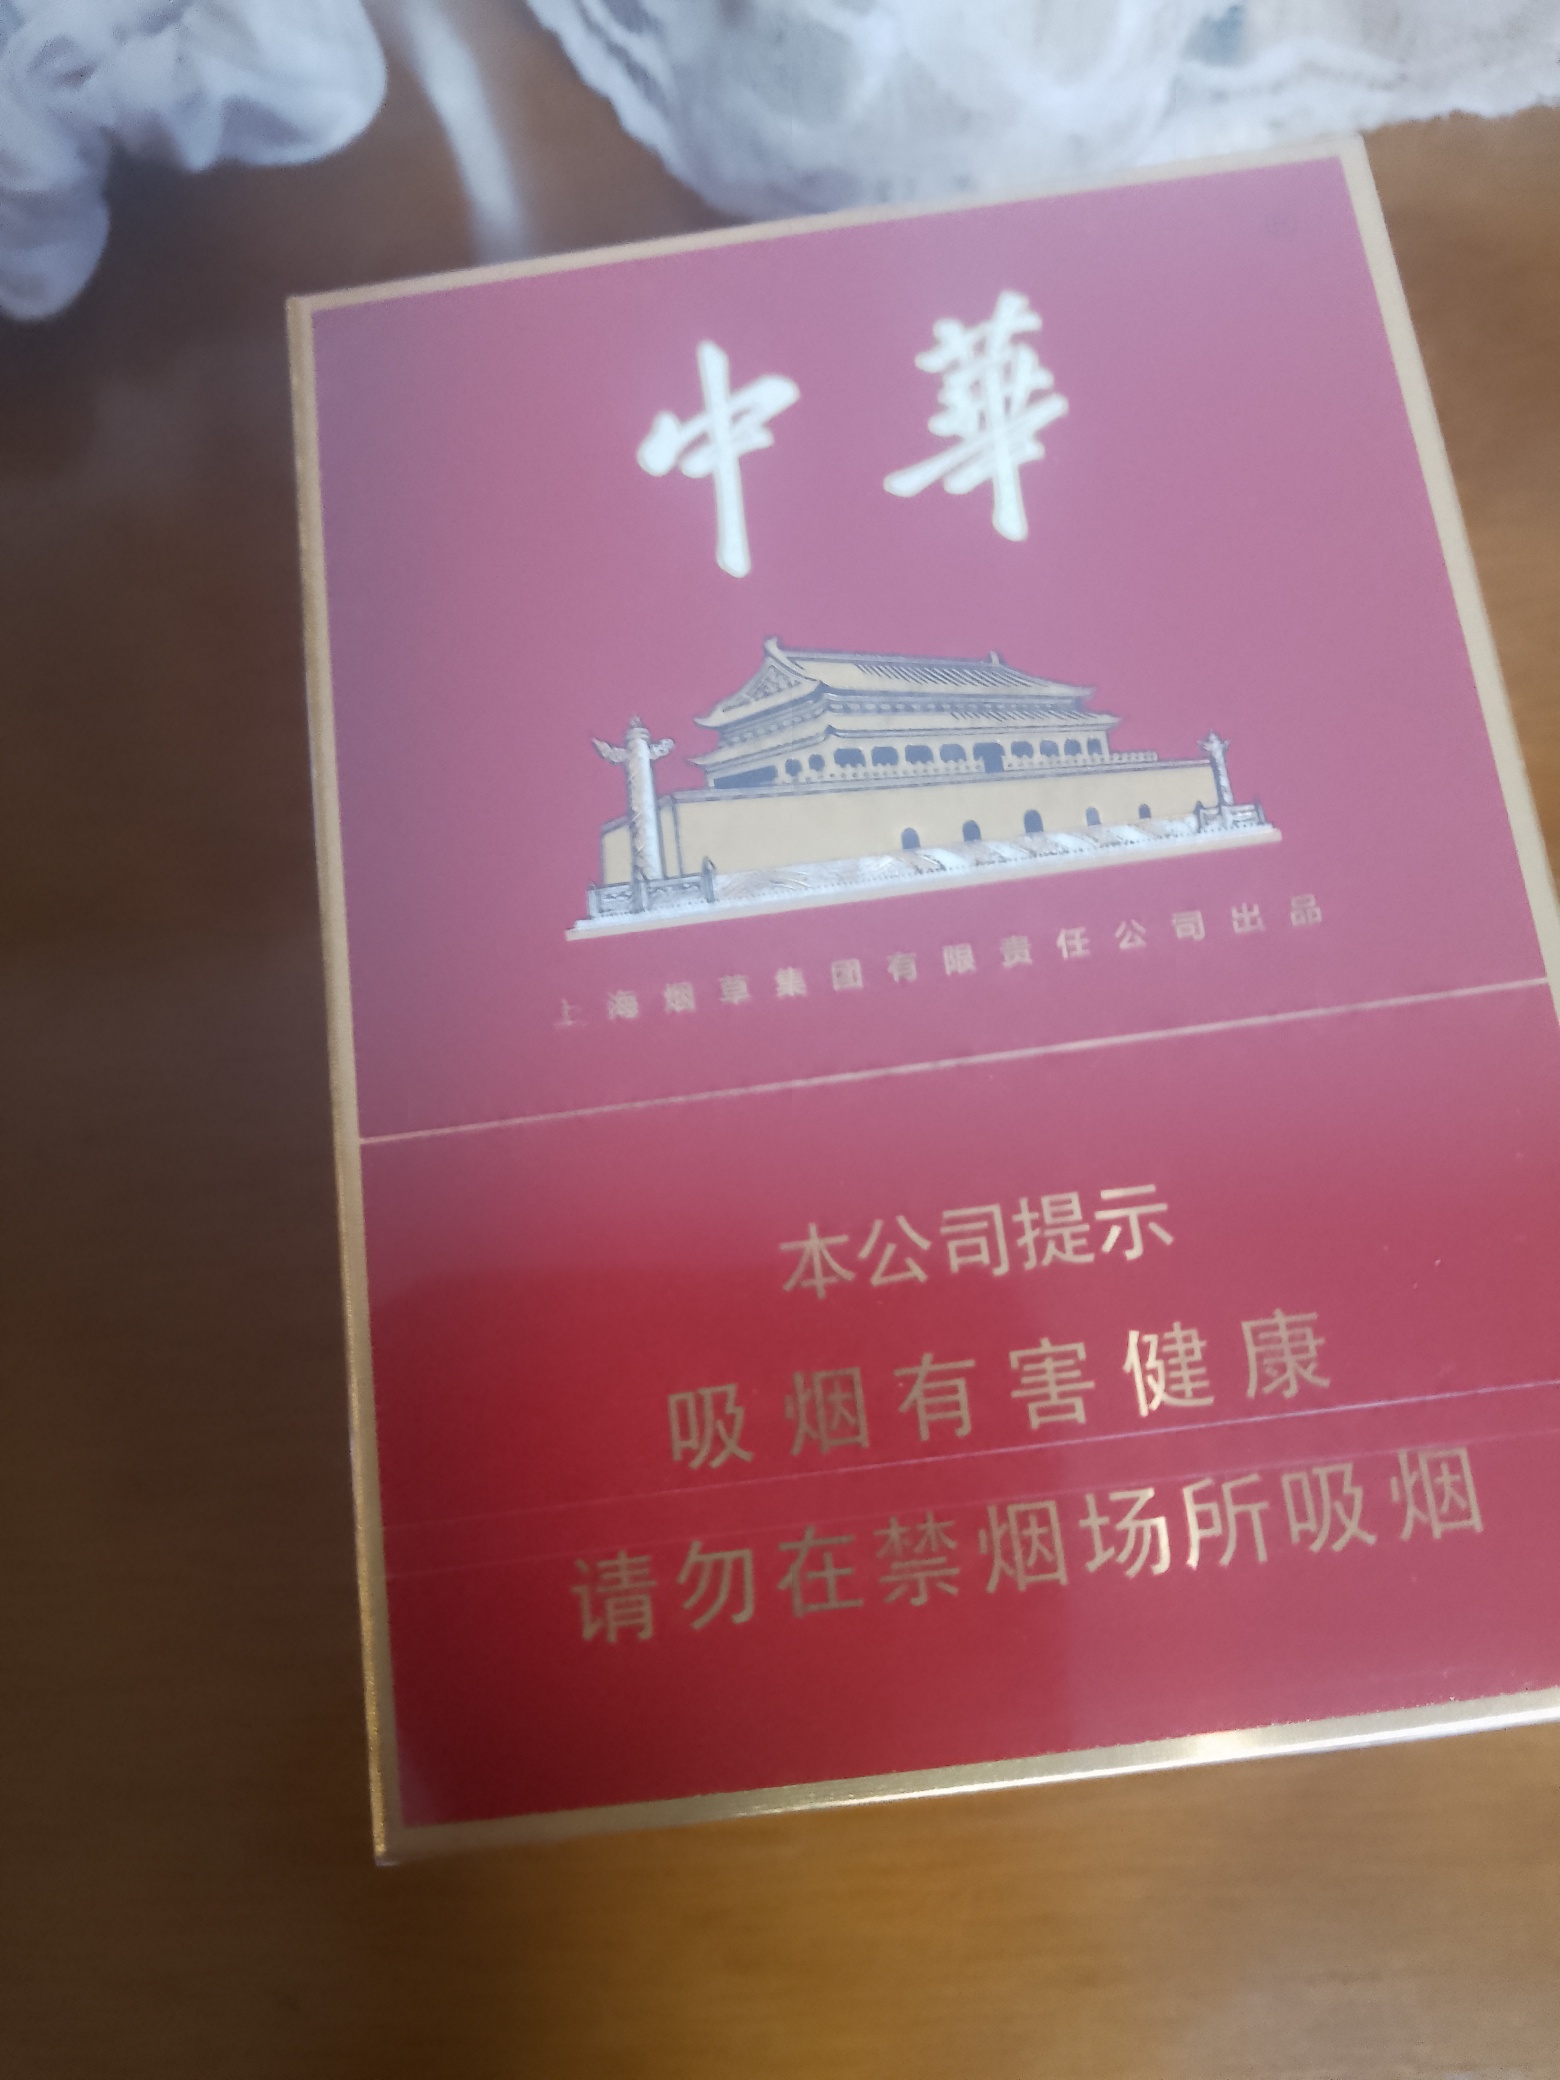 中華
上海烟草集团有限责任公司出品
本公司提示
吸烟有害健康
请勿在禁烟场所吸烟